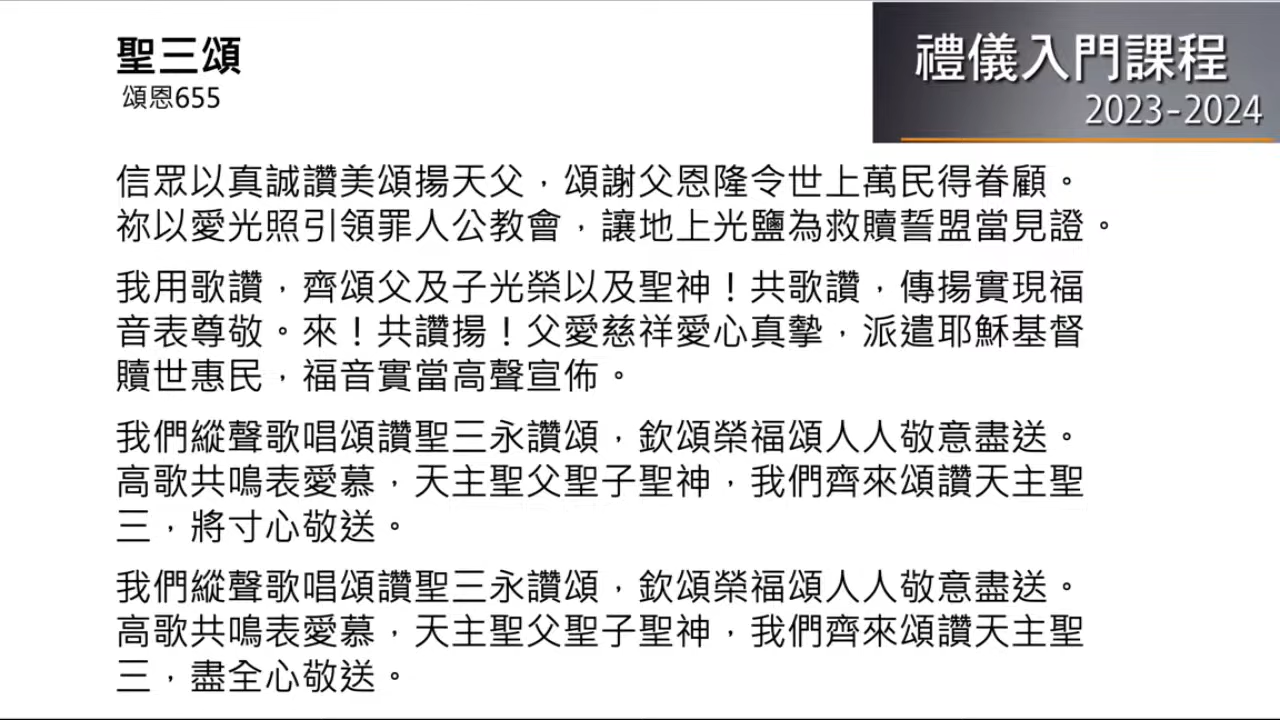 聖三頌
頌恩655
禮儀入門課程
2023-2024
信眾以真誠讚美頌揚天父，頌謝父恩隆令世上萬民得眷顧。
祢以愛光照引領罪人公教會，讓地上光鹽為救贖誓盟當見證。
我用歌讚，齊頌父及子光榮以及聖神！共歌讚，傳揚實現福
音表尊敬。來！共讚揚！父愛慈祥愛心真摯，派遣耶穌基督
贖世惠民，福音實當高聲宣佈。
我們縱聲歌唱頌讚聖三永讚頌，欽頌榮福頌人人敬意盡送。
高歌共鳴表愛慕，天主聖父聖子聖神，我們齊來頌讚天主聖
三，將寸心敬送。
我們縱聲歌唱頌讚聖三永讚頌，欽頌榮福頌人人敬意盡送。
高歌共鳴表愛慕，天主聖父聖子聖神，我們齊來頌讚天主聖
三，盡全心敬送。